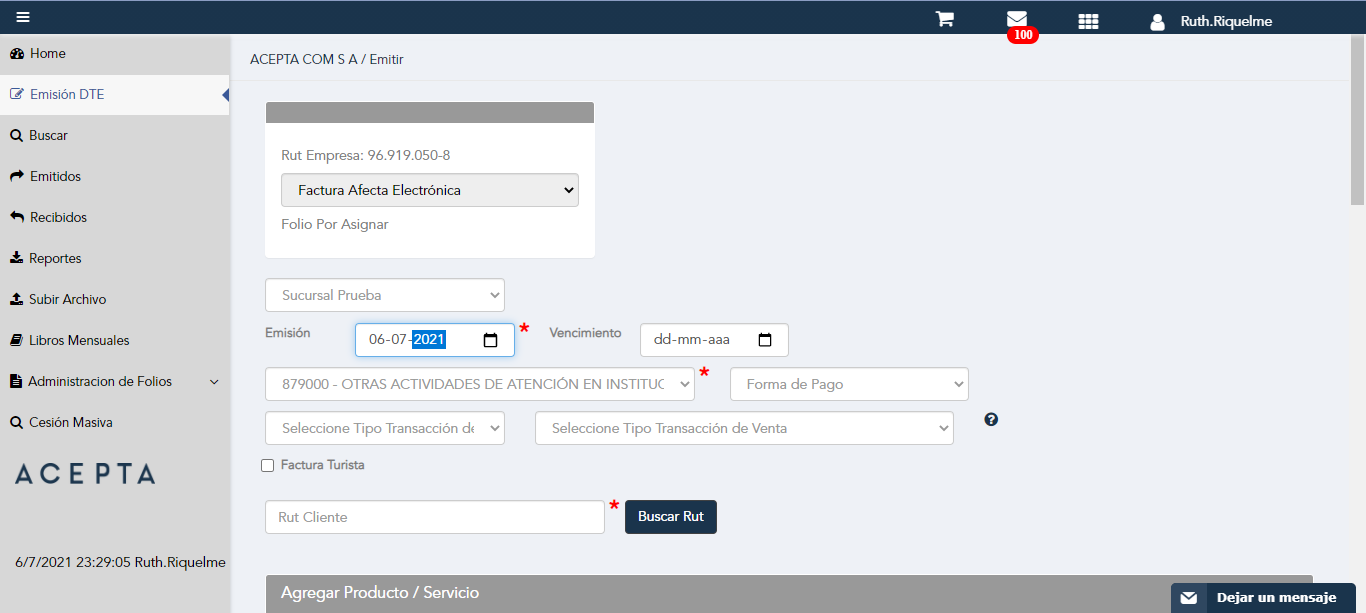 Ruth.Riquelme
100
Home
ACEPTA COM S A / Emitir
Emisión DTE
Buscar
Emitidos
Recibidos
Reportes
Subir Archivo
Libros Mensuales
Administracion de Folios
Cesión Masiva
ACEPTA
6/7/2021 23:29:05 Ruth.Riquelme
Rut Empresa: 96.919.050-8
Factura Afecta Electrónica
Folio Por Asignar
Sucursal Prueba
Emisión 06-07-2021 * Vencimiento dd-mm-aaa
879000 - OTRAS ACTIVIDADES DE ATENCIÓN EN INSTITUC * Forma de Pago
Seleccione Tipo Transacción de Seleccione Tipo Transacción de Venta ?
Factura Turista
Rut Cliente * Buscar Rut
Agregar Producto / Servicio
Dejar un mensaje